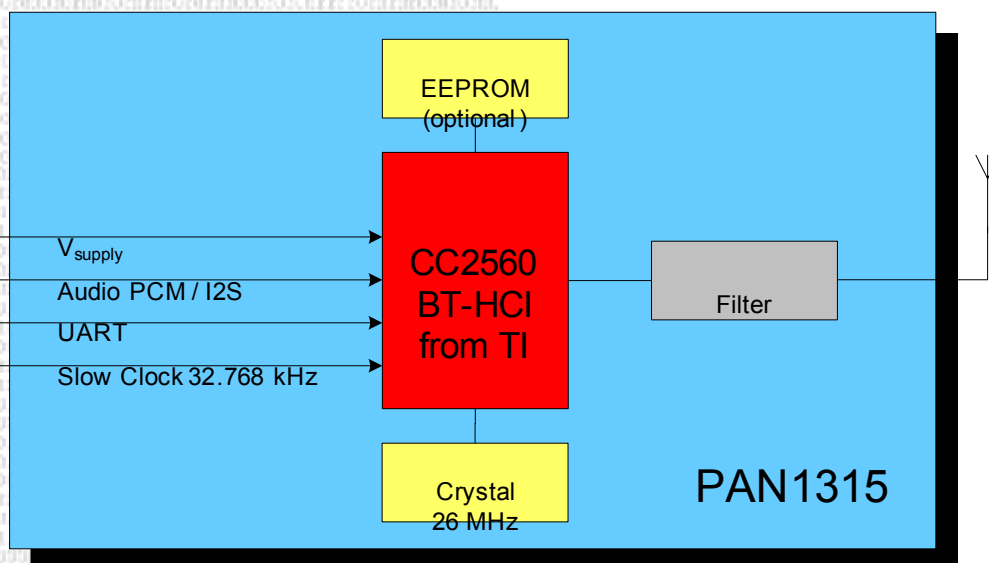 EEPROM
(optional)
V_supply
Audio PCM / I2S
UART
Slow Clock 32.768 kHz
CC2560
BT-HCI
from TI
Filter
Crystal
26 MHz
PAN1315